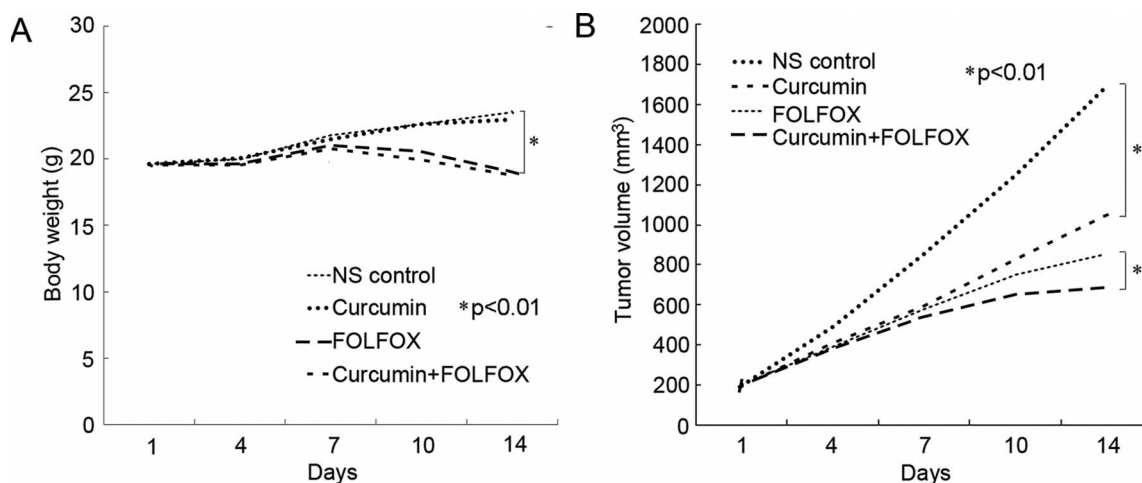 A
Body weight (g)
30
25
20
15
10
5
0
*
NS control
Curcumin
*p<0.01
FOLFOX
Curcumin+FOLFOX
1 4 7 10 14
Days
B
Tumor volume (mm³)
2000
1800
1600
1400
1200
1000
800
600
400
200
0
NS control
*p<0.01
Curcumin
FOLFOX
Curcumin+FOLFOX
*
*
1 4 7 10 14
Days